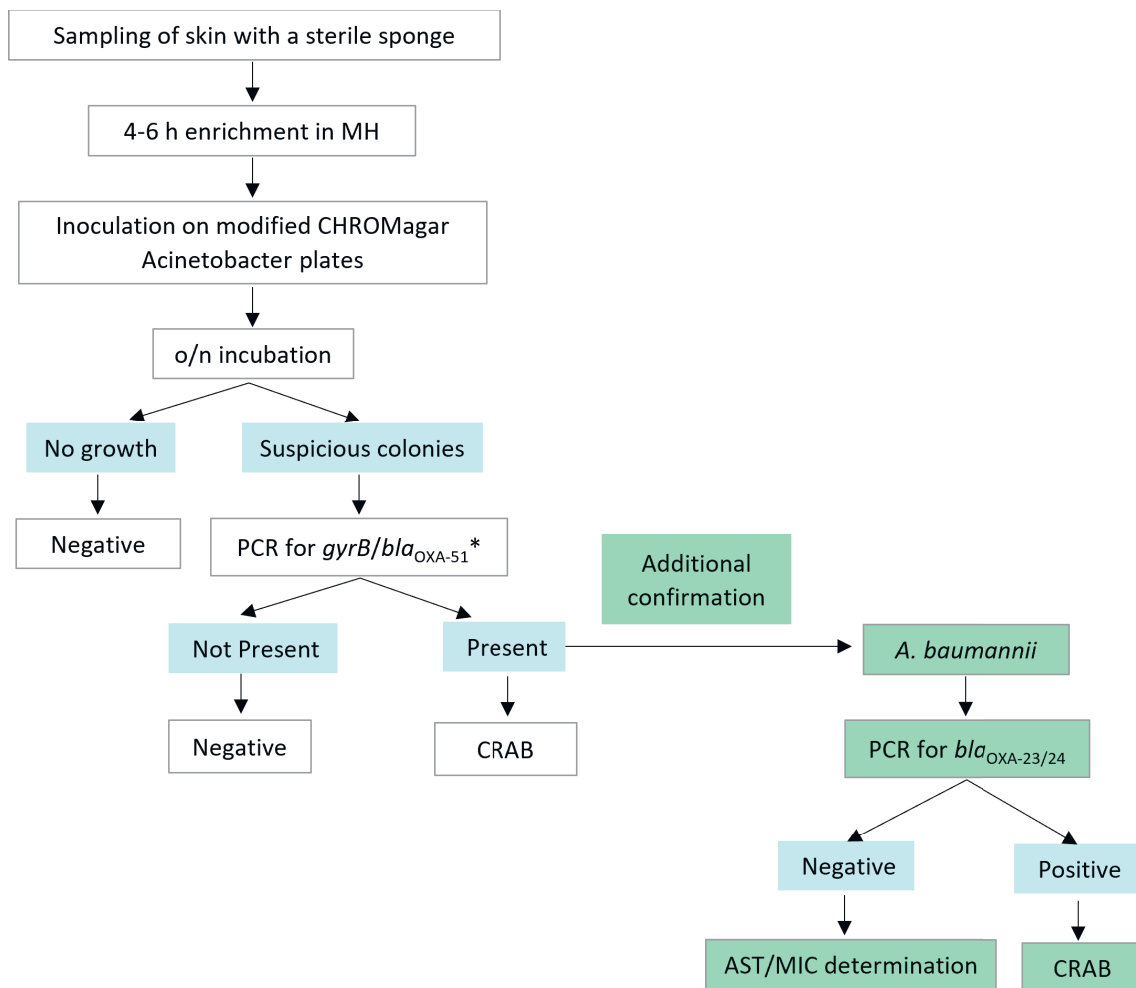 Sampling of skin with a sterile sponge
4-6 h enrichment in MH
Inoculation on modified CHROMagar
Acinetobacter plates
o/n incubation
No growth
Suspicious colonies
Negative
PCR for gyrB/blaOXA-51*
Additional
confirmation
Not Present
Present
A. baumannii
Negative
CRAB
PCR for blaOXA-23/24
Negative
Positive
AST/MIC determination
CRAB